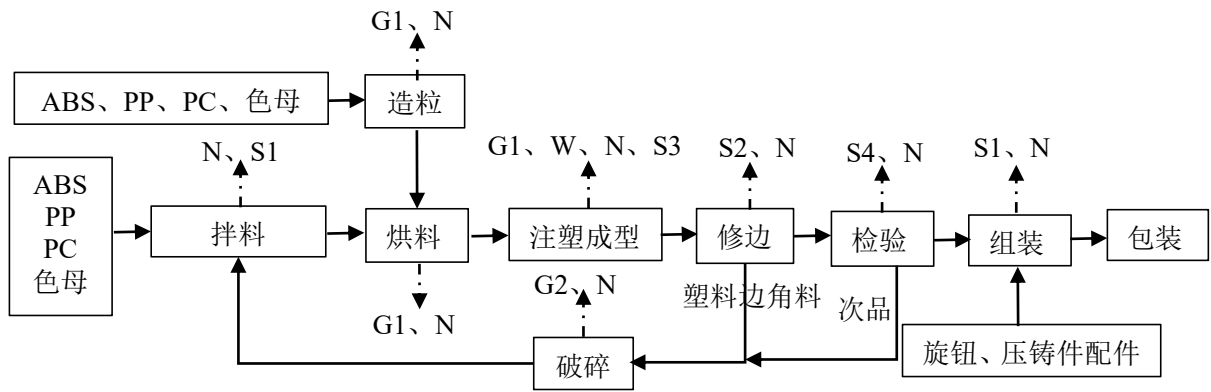 G1、N
ABS、PP、PC、色母
造粒
N、S1
G1、W、N、S3
S2、N
S4、N
S1、N
ABS
PP
PC
色母
拌料
烘料
注塑成型
修边
检验
组装
包装
G1、N
G2、N
塑料边角料
次品
破碎
旋钮、压铸件配件